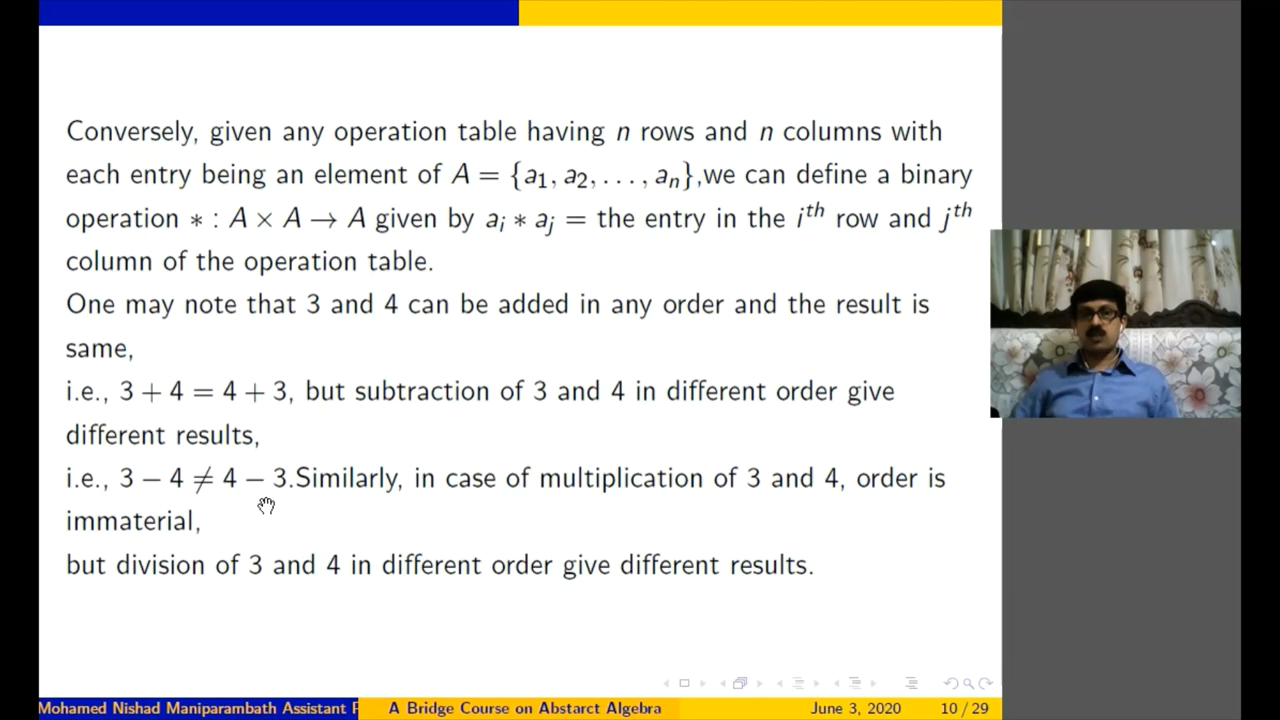 Conversely, given any operation table having n rows and n columns with
each entry being an element of A = {a₁, a₂, . . . , aₙ},we can define a binary
operation ∗ : A × A → A given by aᵢ ∗ aⱼ = the entry in the iᵗʰ row and jᵗʰ
column of the operation table.
One may note that 3 and 4 can be added in any order and the result is
same,
i.e., 3 + 4 = 4 + 3, but subtraction of 3 and 4 in different order give
different results,
i.e., 3 − 4 ≠ 4 − 3.Similarly, in case of multiplication of 3 and 4, order is
immaterial,
but division of 3 and 4 in different order give different results.
Mohamed Nishad Maniparambath Assistant P A Bridge Course on Abstarct Algebra June 3, 2020 10 / 29